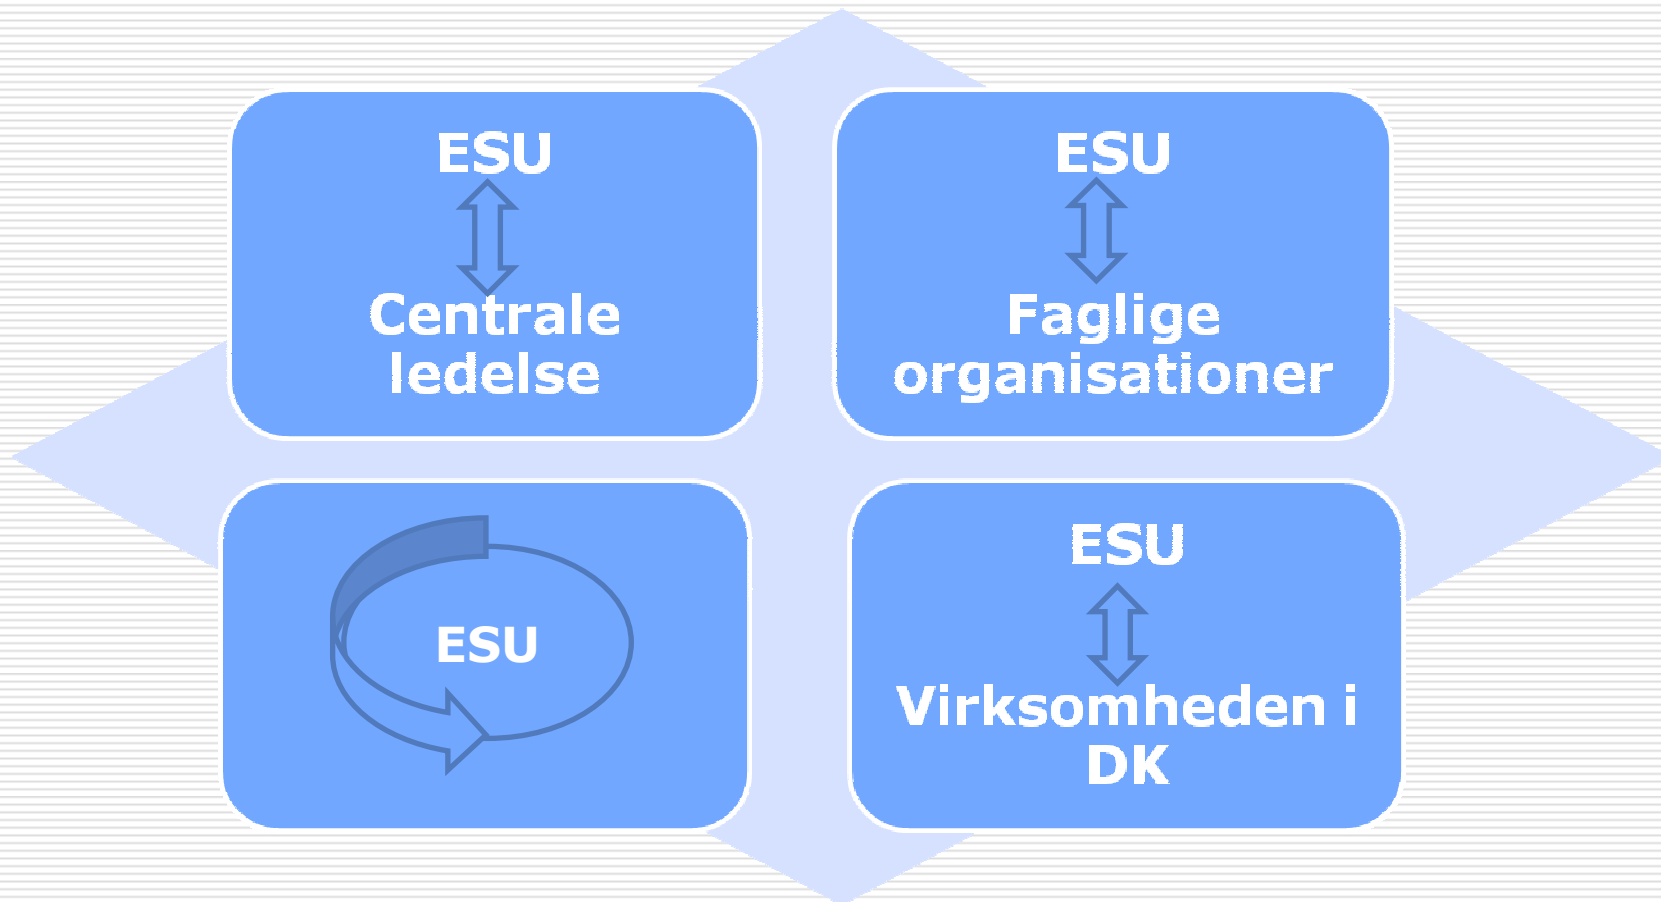 ESU
Centrale
ledelse
ESU
Faglige
organisationer
ESU
ESU
Virksomheden i
DK